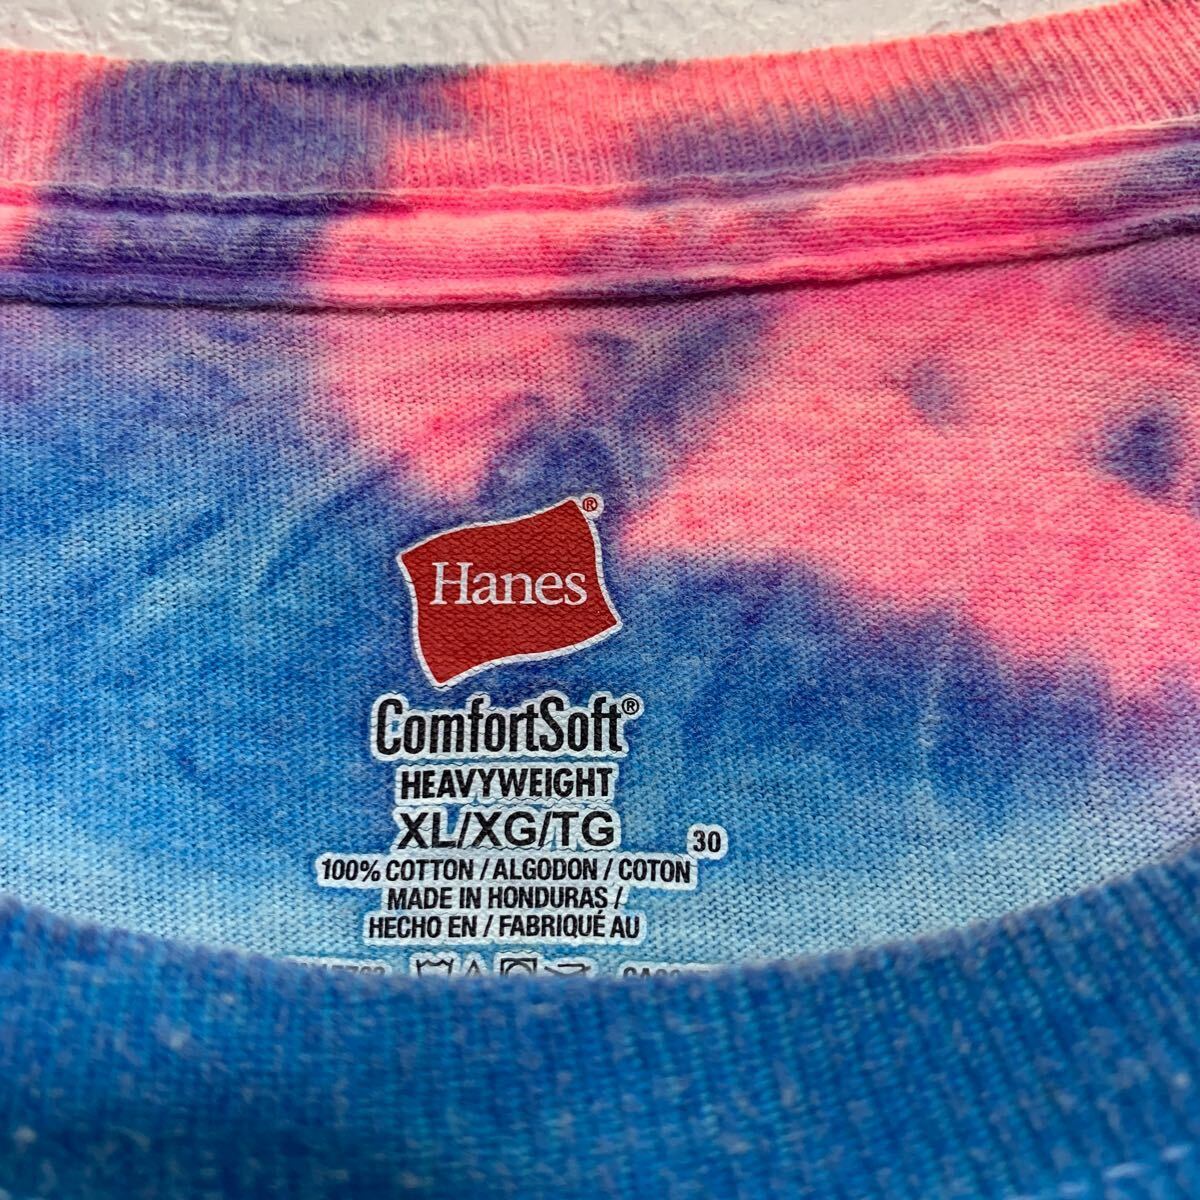 Hanes®
ComfortSoft®
HEAVYWEIGHT
XL/XG/TG 30
100% COTTON / ALGODON / COTON
MADE IN HONDURAS /
HECHO EN / FABRIQUÉ AU